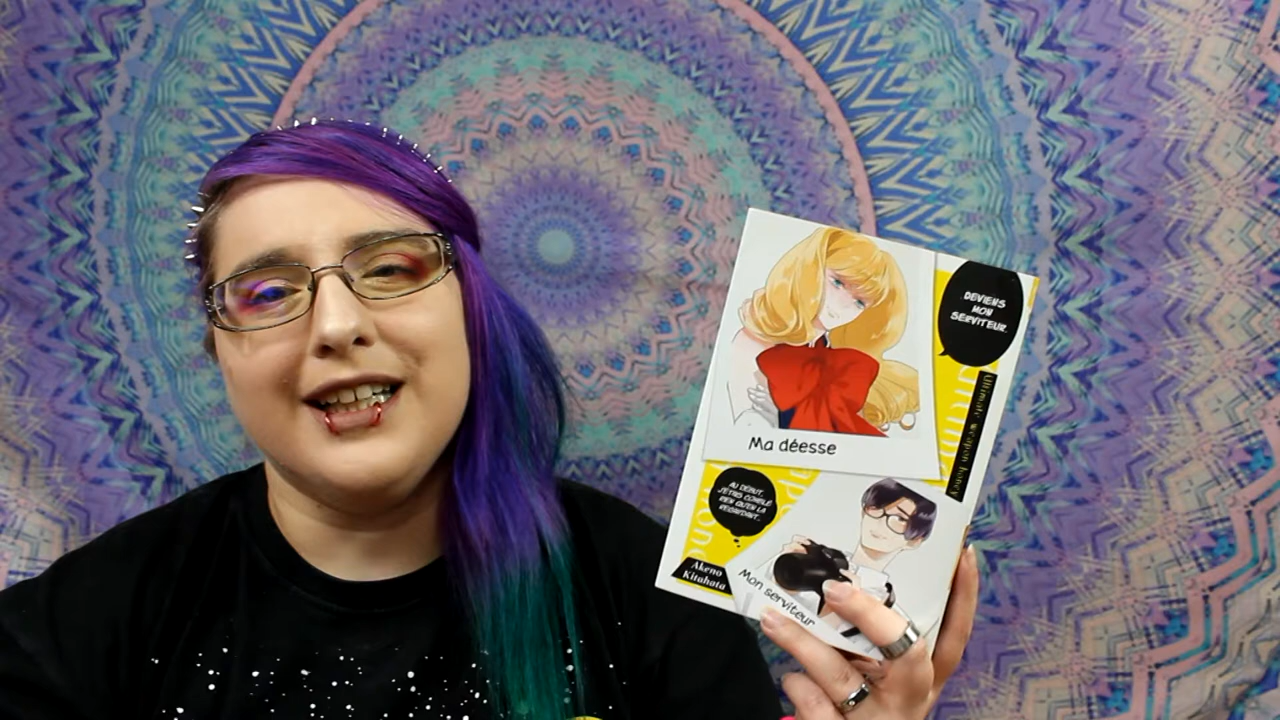 DEVIENS
MON
SERVITEUR.
Ultimate weapon honey
Ma déesse
AU DÉBUT,
J'ÉTAIS COMBLÉ
RIEN QU'EN LA
REGARDANT...
Akeno
Kitahata
Mon serviteur